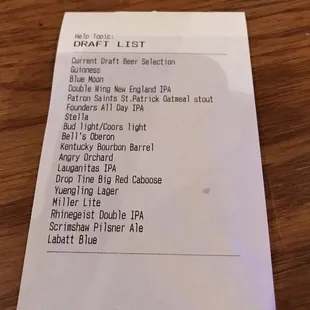 Help Topic:
DRAFT LIST
Current Draft Beer Selection
Guinness
Blue Moon
Double Wing New England IPA
Patron Saints St.Patrick Oatmeal stout
Founders All Day IPA
Stella
Bud light/Coors light
Bell's Oberon
Kentucky Bourbon Barrel
Angry Orchard
Lauganitas IPA
Drop Tine Big Red Caboose
Yuengling Lager
Miller Lite
Rhinegeist Double IPA
Scrimshaw Pilsner Ale
Labatt Blue